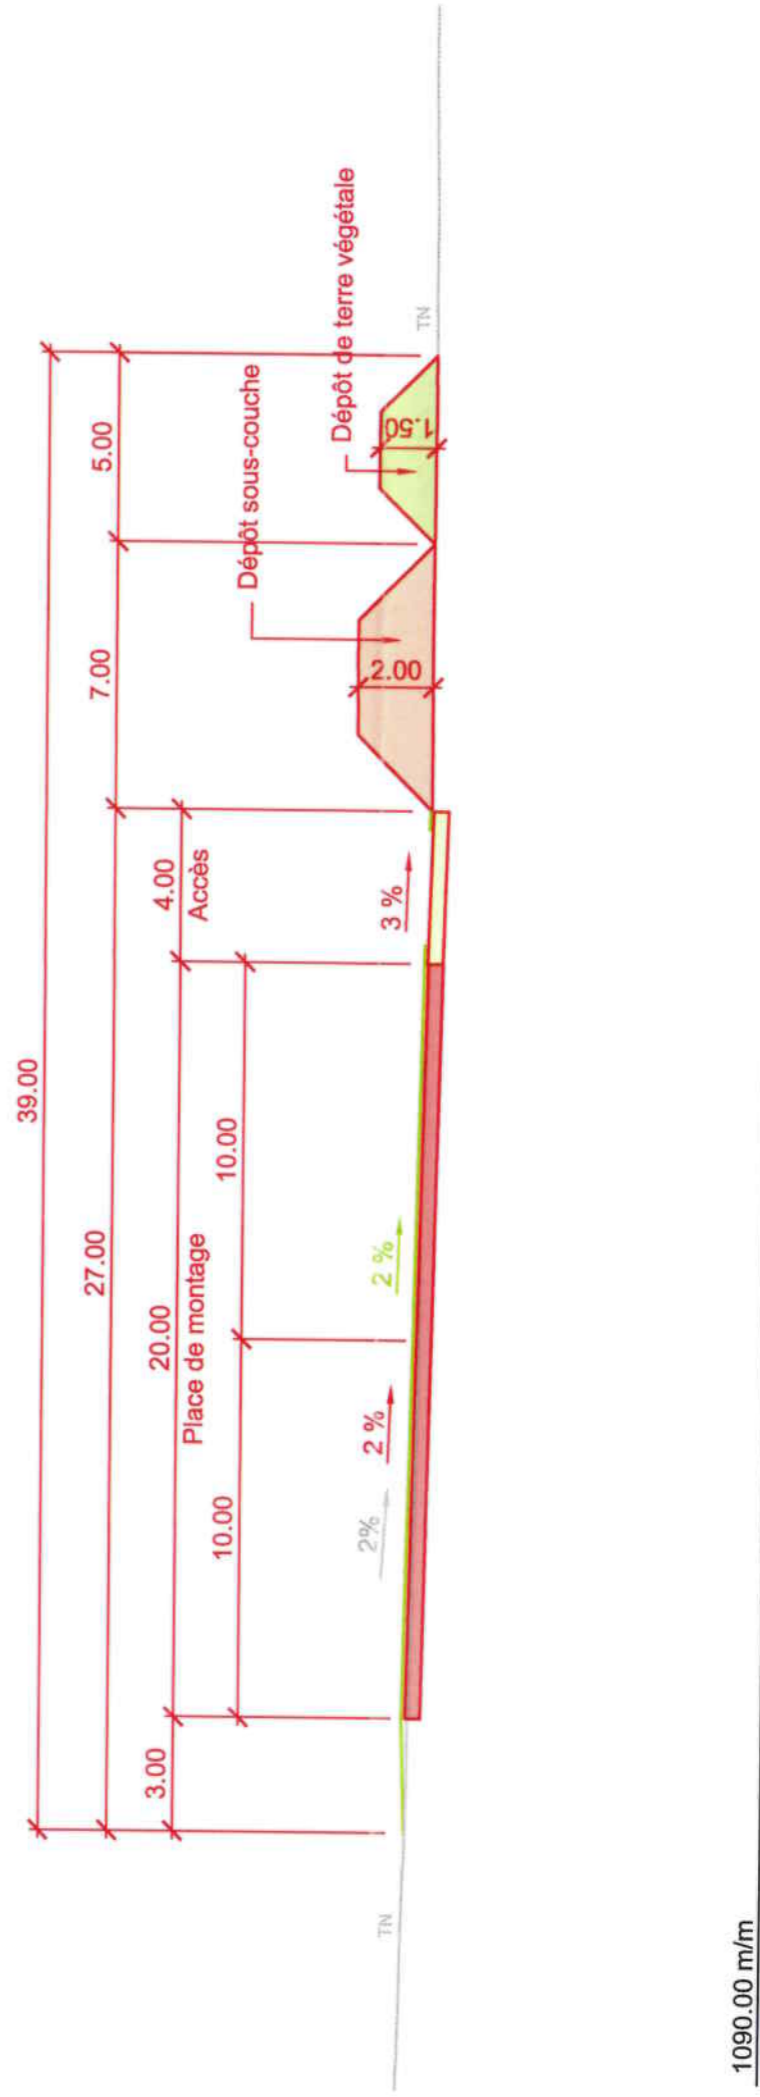 39.00
27.00
7.00
5.00
3.00
20.00
4.00
Place de montage
Accès
10.00
10.00
Dépôt sous-couche
Dépôt de terre végétale
2%
2 %
2 %
3 %
2.00
1.50
TN
TN
1090.00 m/m